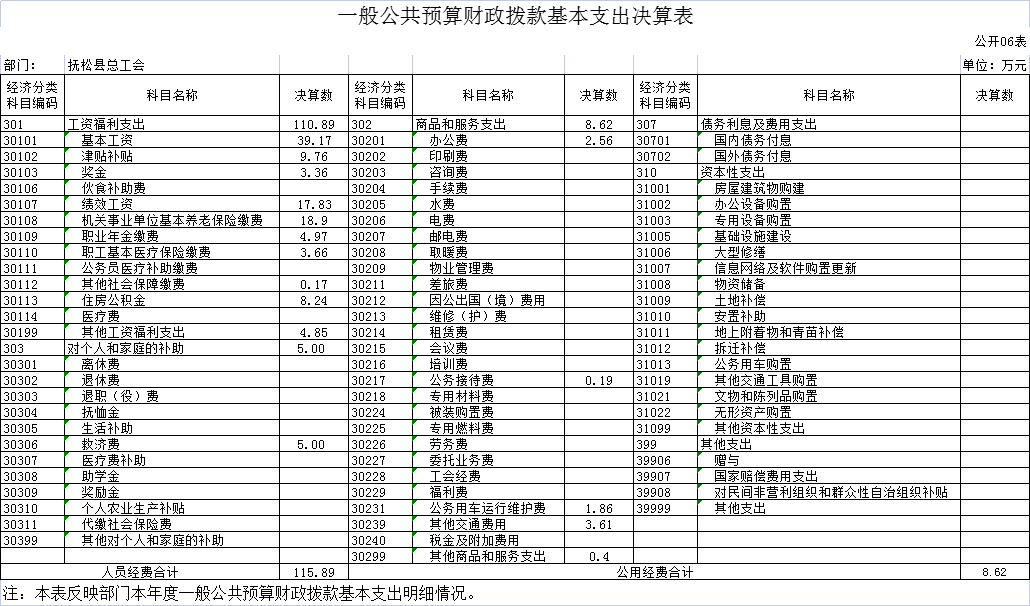 一般公共预算财政拨款基本支出决算表
公开06表
部门： 抚松县总工会 单位：万元
经济分类科目编码 科目名称 决算数 经济分类科目编码 科目名称 决算数 经济分类科目编码 科目名称 决算数
301 工资福利支出 110.89 302 商品和服务支出 8.62 307 债务利息及费用支出
30101 基本工资 39.17 30201 办公费 2.56 30701 国内债务付息
30102 津贴补贴 9.76 30202 印刷费 30702 国外债务付息
30103 奖金 3.36 30203 咨询费 310 资本性支出
30106 伙食补助费 30204 手续费 31001 房屋建筑物购建
30107 绩效工资 17.83 30205 水费 31002 办公设备购置
30108 机关事业单位基本养老保险缴费 18.9 30206 电费 31003 专用设备购置
30109 职业年金缴费 4.97 30207 邮电费 31005 基础设施建设
30110 职工基本医疗保险缴费 3.66 30208 取暖费 31006 大型修缮
30111 公务员医疗补助缴费 30209 物业管理费 31007 信息网络及软件购置更新
30112 其他社会保障缴费 0.17 30211 差旅费 31008 物资储备
30113 住房公积金 8.24 30212 因公出国（境）费用 31009 土地补偿
30114 医疗费 30213 维修（护）费 31010 安置补助
30199 其他工资福利支出 4.85 30214 租赁费 31011 地上附着物和青苗补偿
303 对个人和家庭的补助 5.00 30215 会议费 31012 拆迁补偿
30301 离休费 30216 培训费 31013 公务用车购置
30302 退休费 30217 公务接待费 0.19 31019 其他交通工具购置
30303 退职（役）费 30218 专用材料费 31021 文物和陈列品购置
30304 抚恤金 30224 被装购置费 31022 无形资产购置
30305 生活补助 30225 专用燃料费 31099 其他资本性支出
30306 救济费 5.00 30226 劳务费 399 其他支出
30307 医疗费补助 30227 委托业务费 39906 赠与
30308 助学金 30228 工会经费 39907 国家赔偿费用支出
30309 奖励金 30229 福利费 39908 对民间非营利组织和群众性自治组织补贴
30310 个人农业生产补贴 30231 公务用车运行维护费 1.86 39999 其他支出
30311 代缴社会保险费 30239 其他交通费用 3.61
30399 其他对个人和家庭的补助 30240 税金及附加费用
30299 其他商品和服务支出 0.4
人员经费合计 115.89 公用经费合计 8.62
注：本表反映部门本年度一般公共预算财政拨款基本支出明细情况。